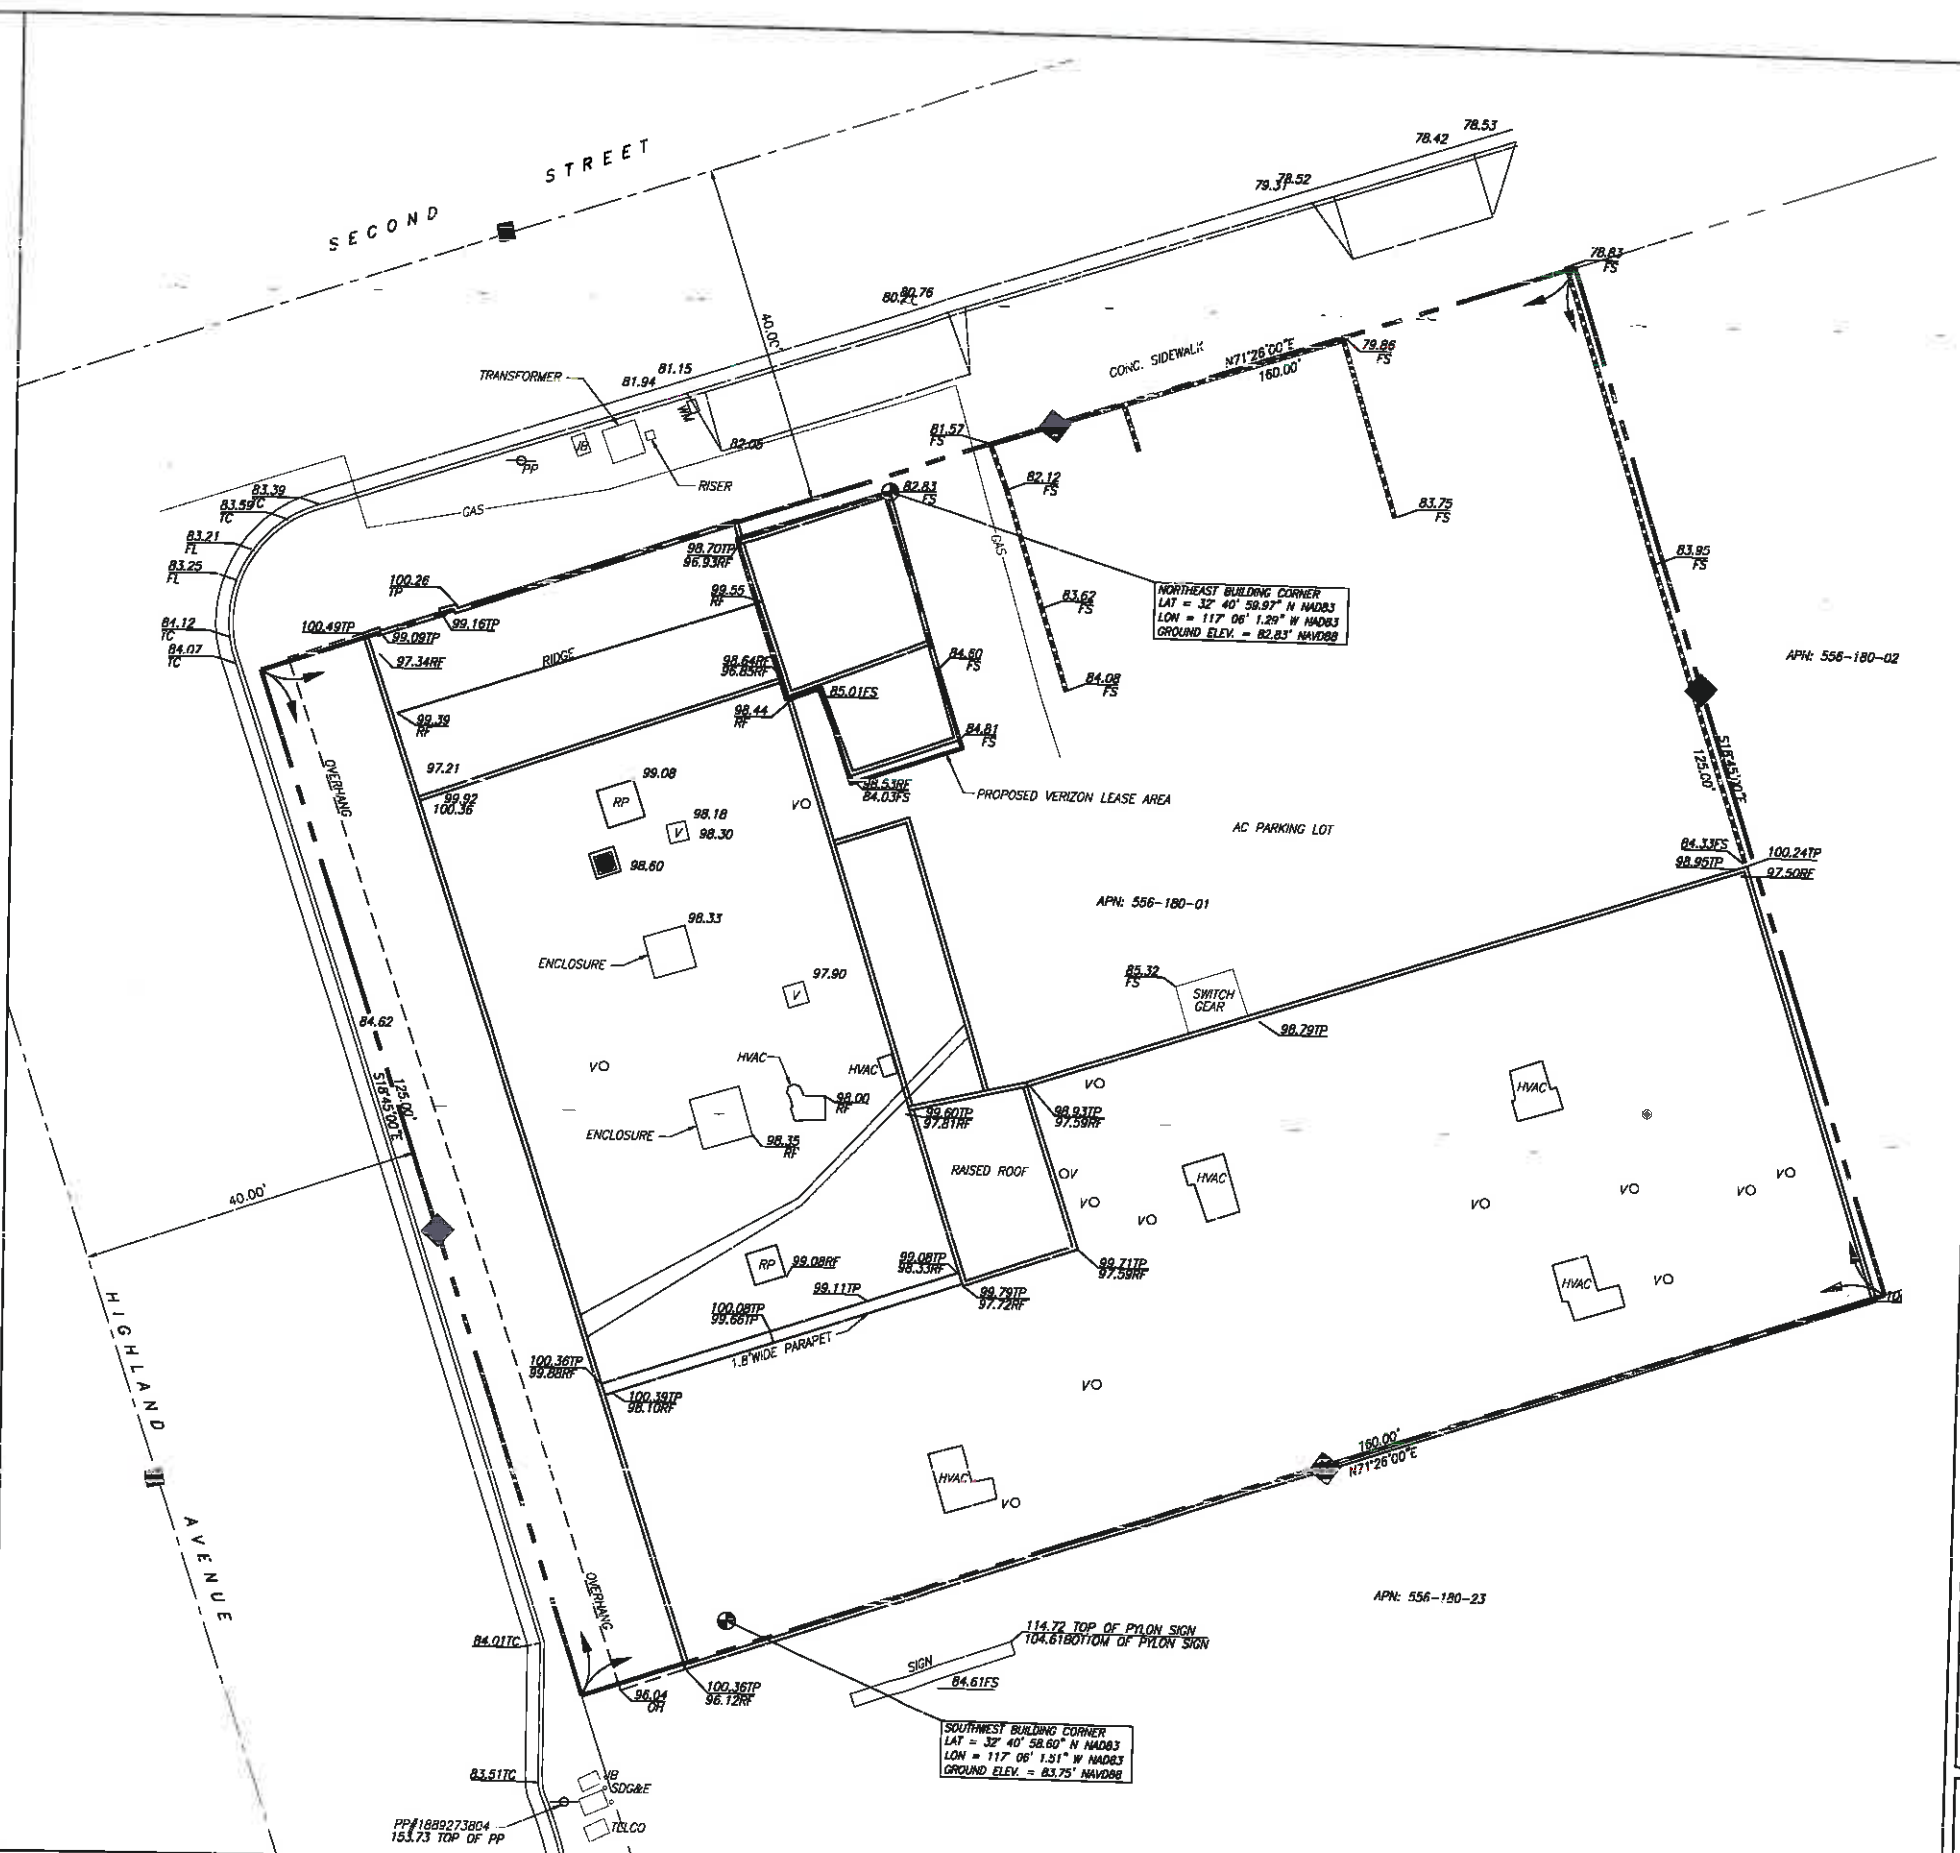 SECOND STREET
78.53
78.42
78.52
79.31
78.83
FS
80.76
40.00'
CONC. SIDEWALK
N71°26'00"E
160.00'
79.86
FS
TRANSFORMER
81.15
81.94
WM
82.05
JB
PP
RISER
GAS
81.57
FS
82.12
FS
82.83
FS
83.75
FS
83.39
TC
83.59
TC
83.21
FL
83.25
FL
84.12
TC
84.07
TC
GAS
98.70TP
96.93RF
99.55
RF
100.26
TP
99.16TP
100.49TP
99.09TP
97.34RF
RIDGE
98.64RF
96.85RF
83.62
FS
83.95
FS
NORTHEAST BUILDING CORNER
LAT = 32° 40' 59.97" N NAD83
LON = 117° 06' 1.29" W NAD83
GROUND ELEV. = 82.83' NAVD88
84.60
FS
84.08
FS
85.01FS
98.44
RF
99.39
RF
84.81
FS
98.53RF
84.03FS
PROPOSED VERIZON LEASE AREA
APN: 556-180-02
S18°45'00"E
125.00'
OVERHANG
97.21
99.92
100.36
99.08
RP
98.18
V
98.30
98.60
VO
AC PARKING LOT
84.33FS
98.95TP
100.24TP
97.50RF
APN: 556-180-01
98.33
ENCLOSURE
97.90
V
85.32
FS
SWITCH
GEAR
98.79TP
84.62
125.00'
S18°45'00"E
VO
HVAC
HVAC
98.00
RF
ENCLOSURE
98.35
RF
99.60TP
97.81RF
98.93TP
97.59RF
VO
HVAC
RAISED ROOF
OV
VO
VO
HVAC
VO
VO
VO
VO
HVAC
VO
40.00'
RP
99.08RF
99.08TP
98.33RF
99.71TP
97.59RF
99.79TP
97.72RF
99.11TP
100.08TP
99.66TP
1.8'WIDE PARAPET
100.36TP
99.88RF
100.39TP
98.10RF
HIGHLAND AVENUE
VO
HVAC
VO
160.00'
N71°26'00"E
OVERHANG
APN: 556-180-23
84.01TC
114.72 TOP OF PYLON SIGN
104.61BOTTOM OF PYLON SIGN
SIGN
84.61FS
100.36TP
96.12RF
96.04
OH
SOUTHWEST BUILDING CORNER
LAT = 32° 40' 58.60" N NAD83
LON = 117° 06' 1.51" W NAD83
GROUND ELEV. = 83.75' NAVD88
83.51TC
JB
SDG&E
PP#1889273804
153.73 TOP OF PP
TELCO